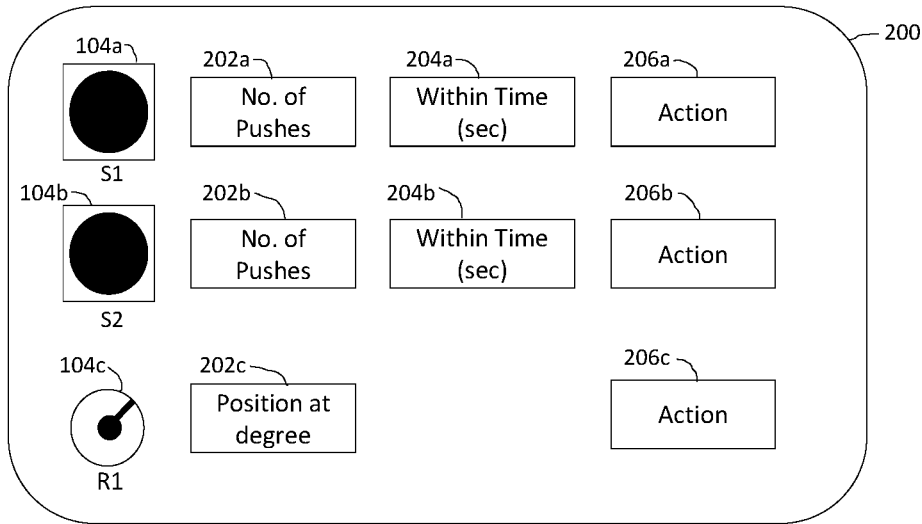 200
104a
202a
204a
206a
No. of
Pushes
Within Time
(sec)
Action
S1
104b
202b
204b
206b
No. of
Pushes
Within Time
(sec)
Action
S2
104c
202c
206c
Position at
degree
Action
R1